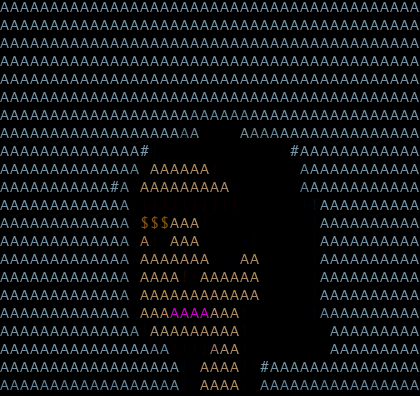 AAAAAAAAAAAAAAAAAAAAAAAAAAAAAAAAAAAAAAAAAA
AAAAAAAAAAAAAAAAAAAAAAAAAAAAAAAAAAAAAAAAAA
AAAAAAAAAAAAAAAAAAAAAAAAAAAAAAAAAAAAAAAAAA
AAAAAAAAAAAAAAAAAAAAAAAAAAAAAAAAAAAAAAAAAA
AAAAAAAAAAAAAAAAAAAAAAAAAAAAAAAAAAAAAAAAAA
AAAAAAAAAAAAAAAAAAAAAAAAAAAAAAAAAAAAAAAAAA
AAAAAAAAAAAAAAAAAAAAAAAAAAAAAAAAAAAAAAAAAA
AAAAAAAAAAAAAAAAAAAA    AAAAAAAAAAAAAAAAAA
AAAAAAAAAAAAAA#              #AAAAAAAAAAAA
AAAAAAAAAAAAAA AAAAAA         AAAAAAAAAAAA
AAAAAAAAAAA#A AAAAAAAAA       AAAAAAAAAAAA
AAAAAAAAAAAAA                   AAAAAAAAAA
AAAAAAAAAAAAA $$$AAA            AAAAAAAAAA
AAAAAAAAAAAAA A  AAA            AAAAAAAAAA
AAAAAAAAAAAAA AAAAAAA   AA      AAAAAAAAAA
AAAAAAAAAAAAA AAAA  AAAAAA      AAAAAAAAAA
AAAAAAAAAAAAA AAAAAAAAAAAA      AAAAAAAAAA
AAAAAAAAAAAAA AAAAAAAAAA        AAAAAAAAAA
AAAAAAAAAAAAAA AAAAAAAAA         AAAAAAAAA
AAAAAAAAAAAAAAAAA    AAA         AAAAAAAAA
AAAAAAAAAAAAAAAAAA  AAAA  #AAAAAAAAAAAAAAA
AAAAAAAAAAAAAAAAAA  AAAA  AAAAAAAAAAAAAAAA